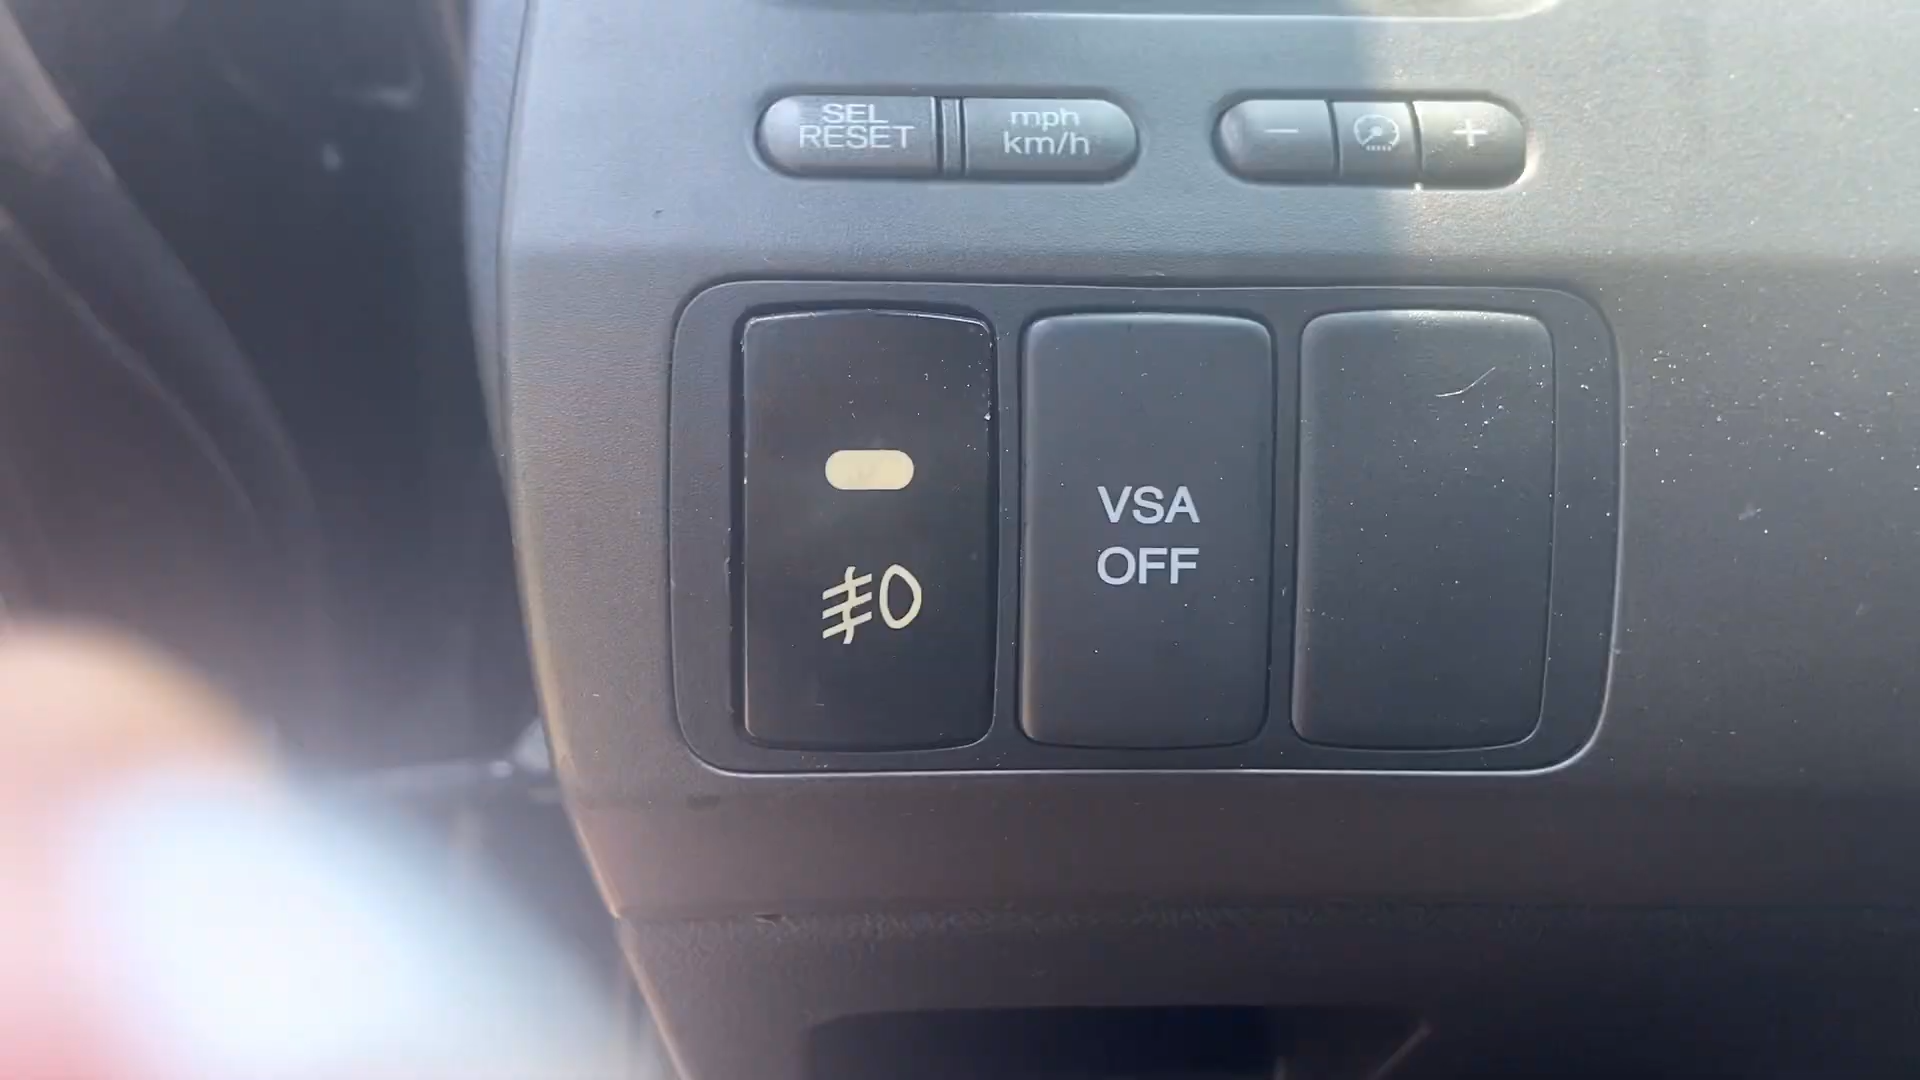 SEL
RESET
mph
km/h
− +
VSA
OFF